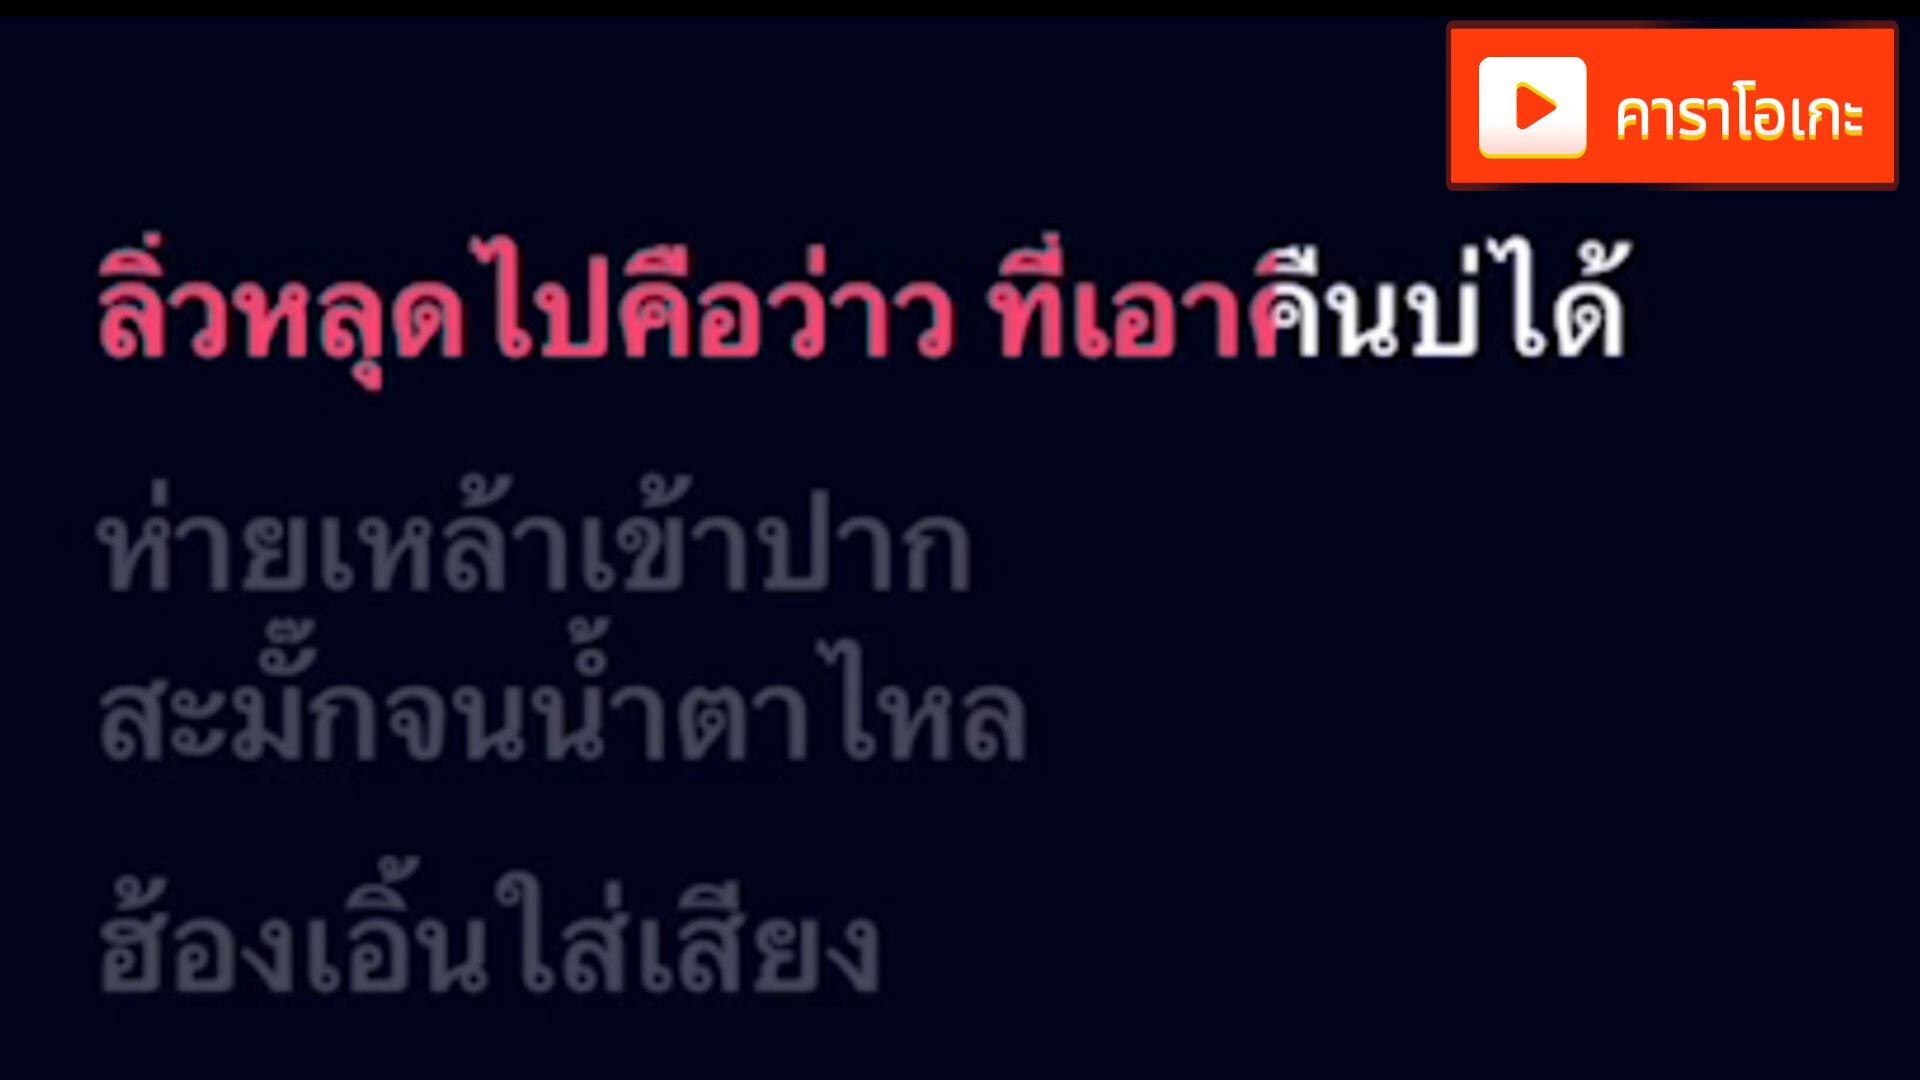 คาราโอเกะ
ลิ่วหลุดไปคือว่าว ที่เอาคืนบ่ได้
ห่ายเหล้าเข้าปาก
สะมั๊กจนน้ำตาไหล
ฮ้องเอิ้นใส่เสียง